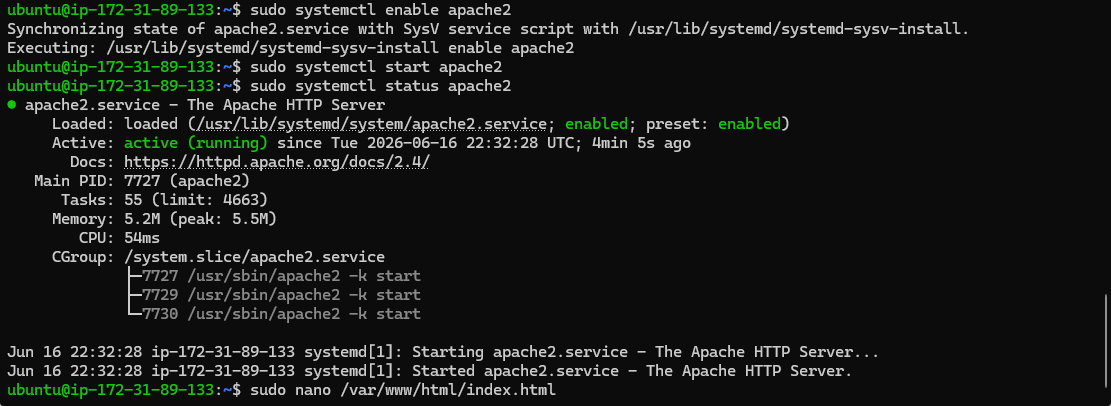 ubuntu@ip-172-31-89-133:~$ sudo systemctl enable apache2
Synchronizing state of apache2.service with SysV service script with /usr/lib/systemd/systemd-sysv-install.
Executing: /usr/lib/systemd/systemd-sysv-install enable apache2
ubuntu@ip-172-31-89-133:~$ sudo systemctl start apache2
ubuntu@ip-172-31-89-133:~$ sudo systemctl status apache2
● apache2.service - The Apache HTTP Server
     Loaded: loaded (/usr/lib/systemd/system/apache2.service; enabled; preset: enabled)
     Active: active (running) since Tue 2026-06-16 22:32:28 UTC; 4min 5s ago
       Docs: https://httpd.apache.org/docs/2.4/
   Main PID: 7727 (apache2)
      Tasks: 55 (limit: 4663)
     Memory: 5.2M (peak: 5.5M)
        CPU: 54ms
     CGroup: /system.slice/apache2.service
             ├─7727 /usr/sbin/apache2 -k start
             ├─7729 /usr/sbin/apache2 -k start
             └─7730 /usr/sbin/apache2 -k start
Jun 16 22:32:28 ip-172-31-89-133 systemd[1]: Starting apache2.service - The Apache HTTP Server...
Jun 16 22:32:28 ip-172-31-89-133 systemd[1]: Started apache2.service - The Apache HTTP Server.
ubuntu@ip-172-31-89-133:~$ sudo nano /var/www/html/index.html